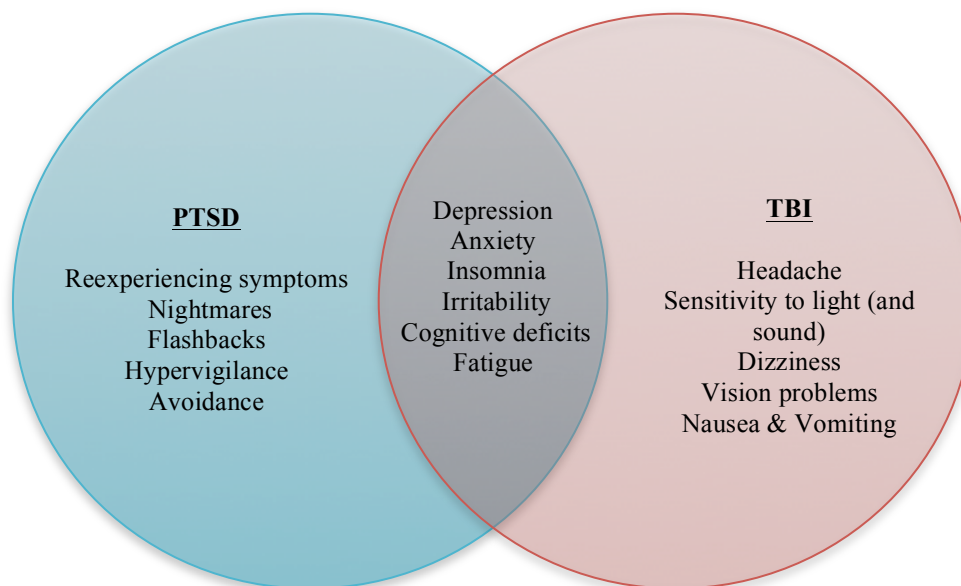 PTSD
Reexperiencing symptoms
Nightmares
Flashbacks
Hypervigilance
Avoidance
Depression
Anxiety
Insomnia
Irritability
Cognitive deficits
Fatigue
TBI
Headache
Sensitivity to light (and
sound)
Dizziness
Vision problems
Nausea & Vomiting